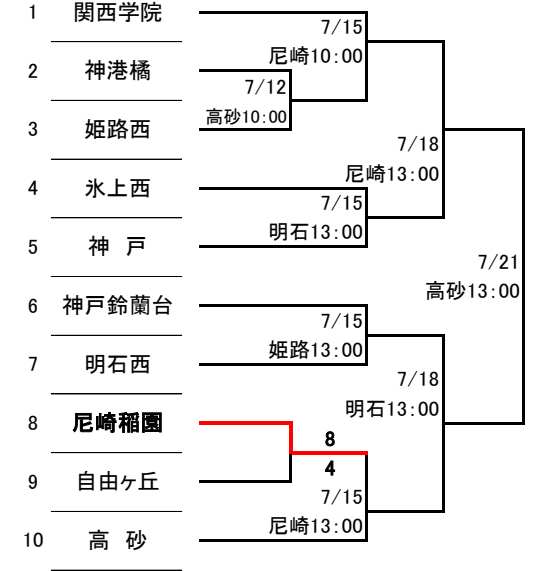 1 関西学院
7/15
尼崎10:00
2 神港橘
7/12
高砂10:00
3 姫路西
7/18
尼崎13:00
4 氷上西
7/15
明石13:00
5 神 戸
7/21
高砂13:00
6 神戸鈴蘭台
7/15
姫路13:00
7 明石西
7/18
明石13:00
8 尼崎稲園
8
4
9 自由ヶ丘
7/15
尼崎13:00
10 高 砂